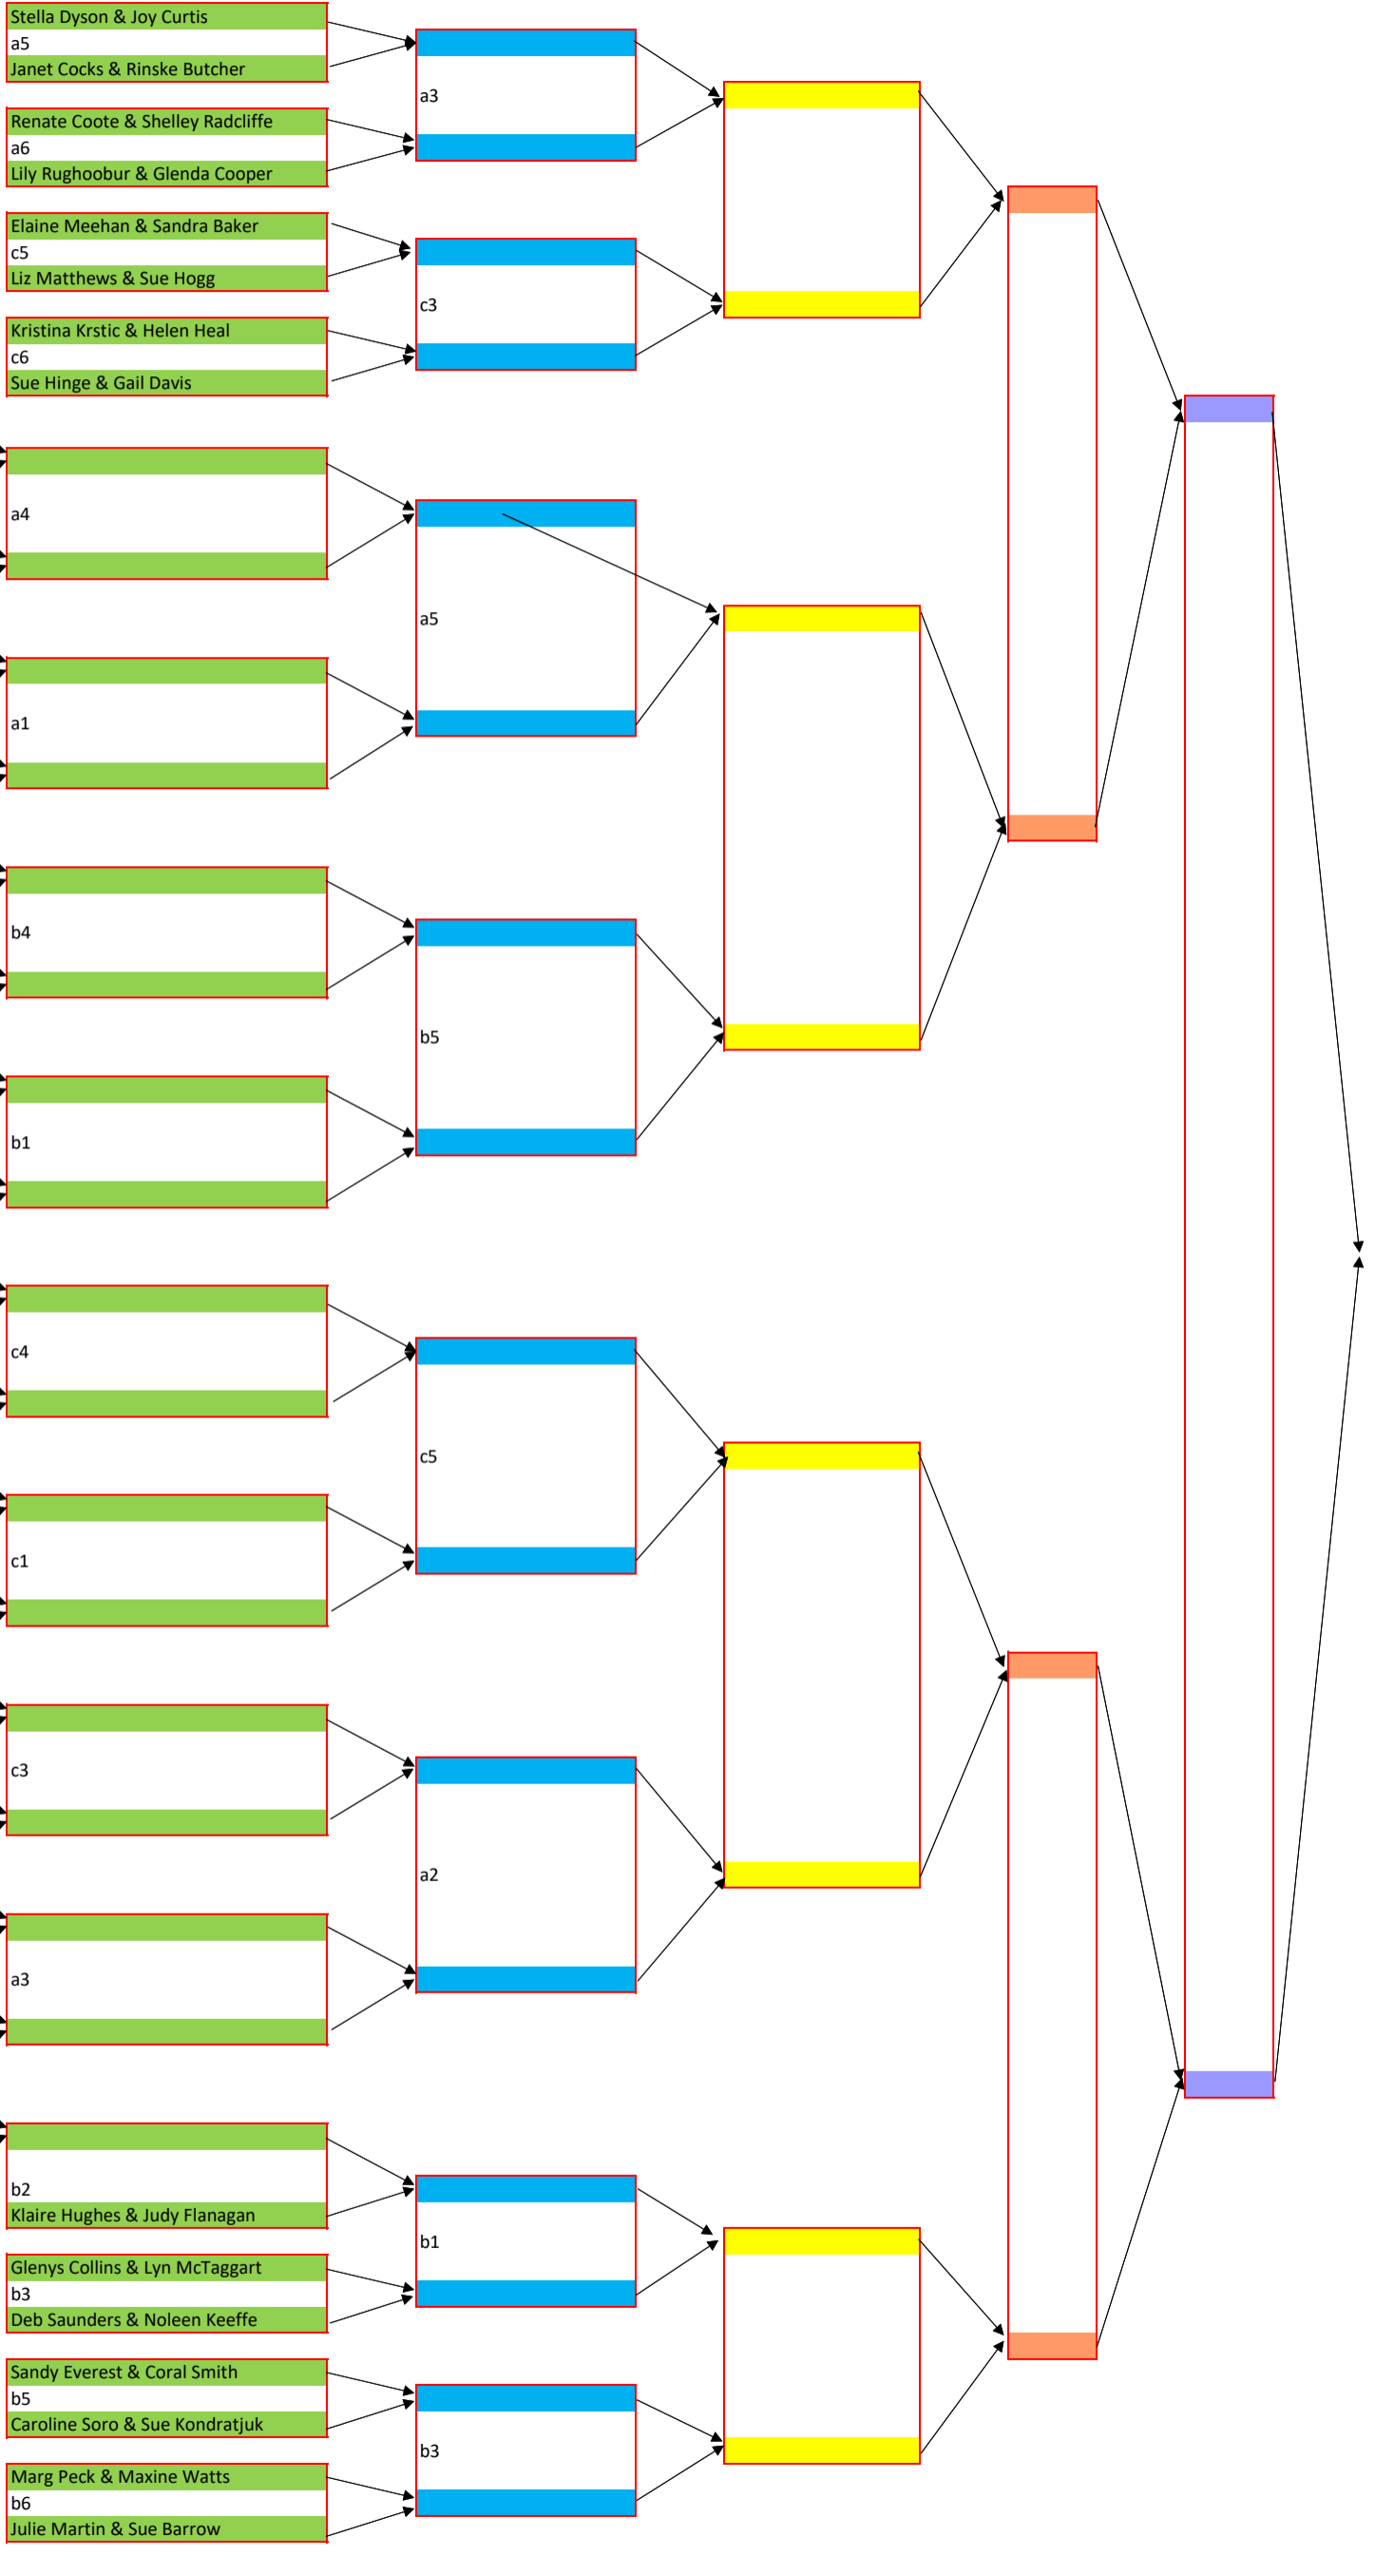 Stella Dyson & Joy Curtis
a5
Janet Cocks & Rinske Butcher
a3
Renate Coote & Shelley Radcliffe
a6
Lily Rughoobur & Glenda Cooper
Elaine Meehan & Sandra Baker
c5
Liz Matthews & Sue Hogg
c3
Kristina Krstic & Helen Heal
c6
Sue Hinge & Gail Davis
a4
a5
a1
b4
b5
b1
c4
c5
c1
c3
a2
a3
b2
Klaire Hughes & Judy Flanagan
b1
Glenys Collins & Lyn McTaggart
b3
Deb Saunders & Noleen Keeffe
Sandy Everest & Coral Smith
b5
Caroline Soro & Sue Kondratjuk
b3
Marg Peck & Maxine Watts
b6
Julie Martin & Sue Barrow